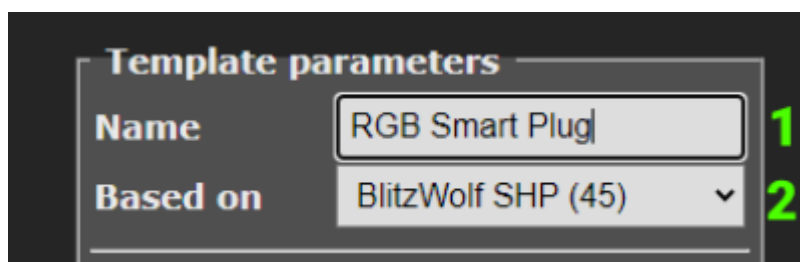 Template parameters
Name RGB Smart Plug 1
Based on BlitzWolf SHP (45) 2